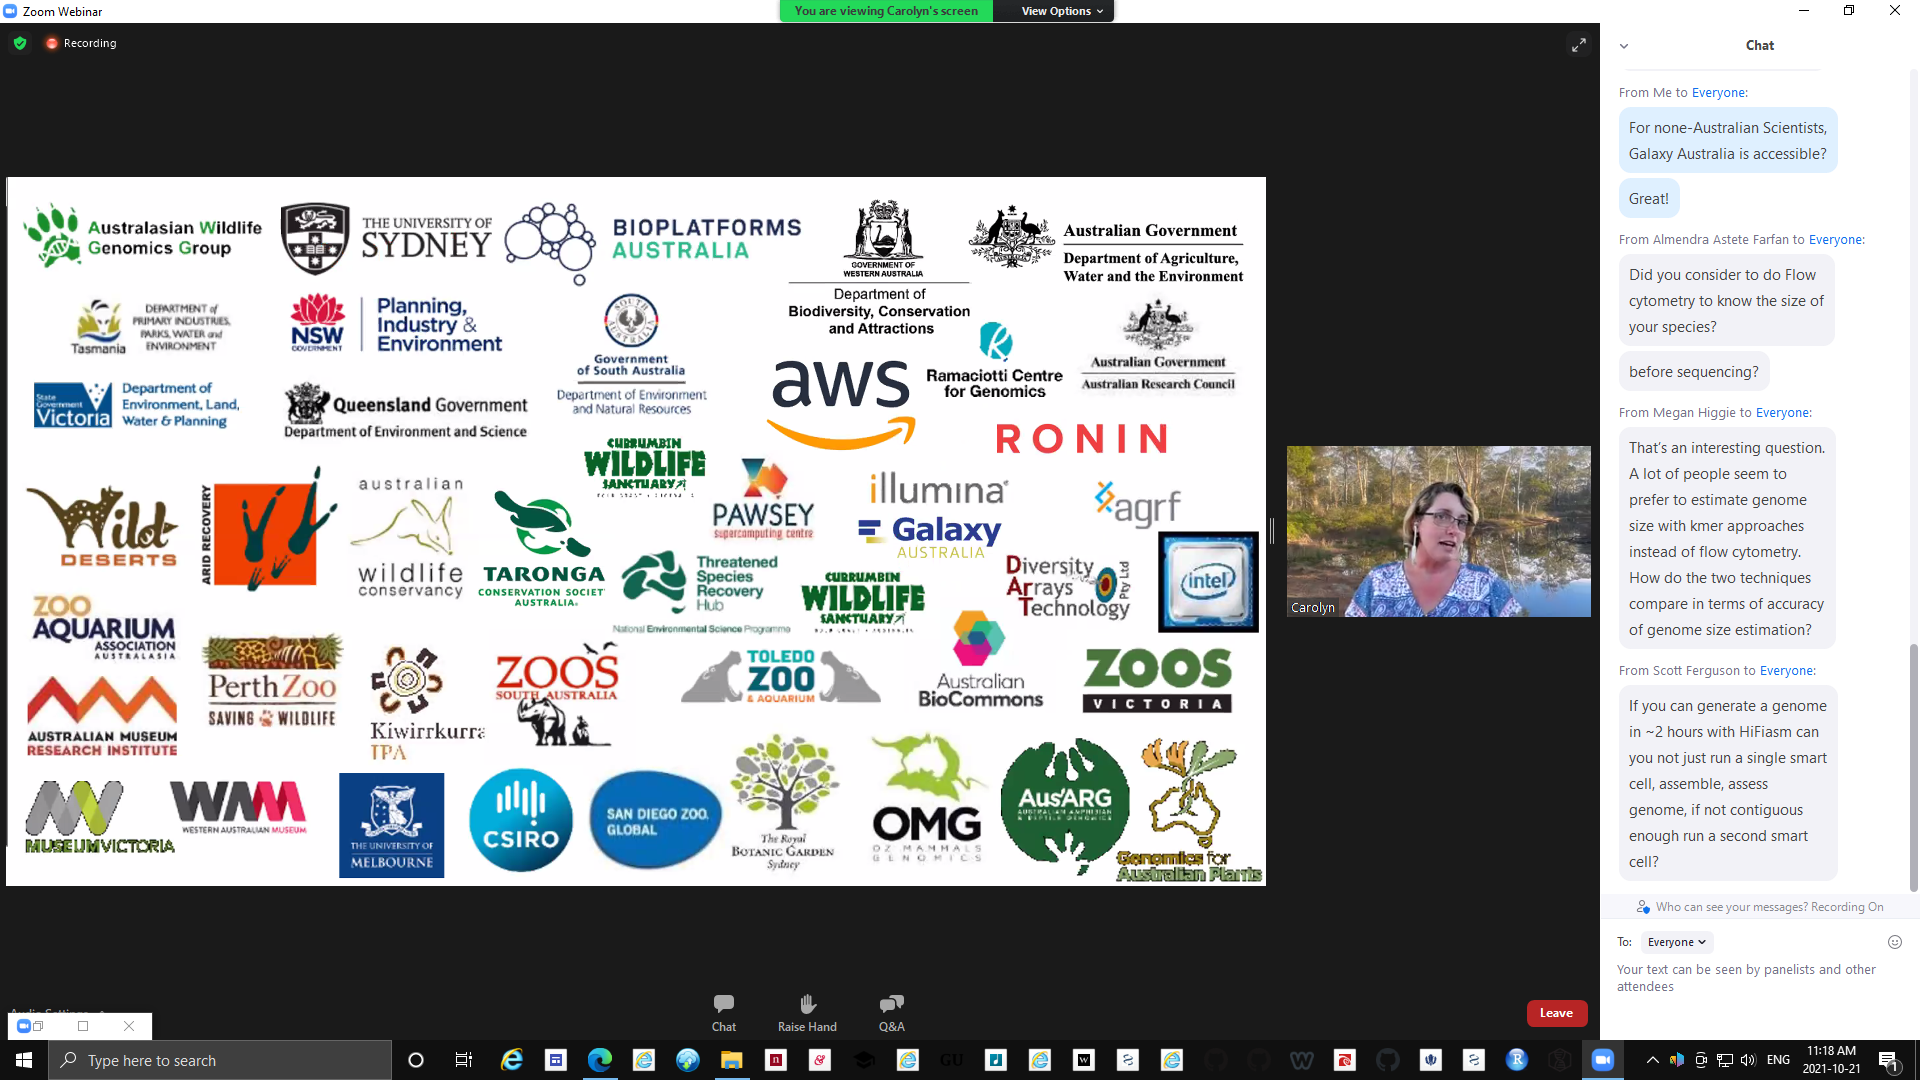 Zoom Webinar
You are viewing Carolyn's screen
View Options
Recording
Australasian Wildlife
Genomics Group
THE UNIVERSITY OF
SYDNEY
BIOPLATFORMS
AUSTRALIA
GOVERNMENT OF
WESTERN AUSTRALIA
Department of
Biodiversity, Conservation
and Attractions
Australian Government
Department of Agriculture,
Water and the Environment
Tasmania
DEPARTMENT of
PRIMARY INDUSTRIES,
PARKS, WATER and
ENVIRONMENT
NSW
GOVERNMENT
Planning,
Industry &
Environment
SOUTH
AUSTRALIA
Government
of South Australia
Department of Environment
and Natural Resources
aws
R
Ramaciotti Centre
for Genomics
Australian Government
Australian Research Council
State
Government
Victoria
Department of
Environment, Land,
Water & Planning
Queensland Government
Department of Environment and Science
RONIN
CURRUMBIN
WILDLIFE
SANCTUARY
Wild
DESERTS
ARID RECOVERY
australian
wildlife
conservancy
TARONGA
CONSERVATION SOCIETY
AUSTRALIA
PAWSEY
supercomputing centre
illumina
Galaxy
AUSTRALIA
agrf
Threatened
Species
Recovery
Hub
National Environmental Science Programme
CURRUMBIN
WILDLIFE
SANCTUARY
Diversity
Arrays
Technology
Pty Ltd
intel
ZOO
AQUARIUM
ASSOCIATION
AUSTRALASIA
Perth Zoo
SAVING WILDLIFE
Kiwirrkurra
IPA
ZOOS
SOUTH AUSTRALIA
TOLEDO
ZOO
& AQUARIUM
Australian
BioCommons
ZOOS
VICTORIA
AUSTRALIAN MUSEUM
RESEARCH INSTITUTE
MUSEUMVICTORIA
WAM
WESTERN AUSTRALIAN MUSEUM
THE UNIVERSITY OF
MELBOURNE
CSIRO
SAN DIEGO ZOO
GLOBAL
The Royal
BOTANIC GARDEN
Sydney
OMG
OZ MAMMALS
GENOMICS
AusARG
AUSTRALIAN AMPHIBIAN
& REPTILE GENOMICS
Genomics for
Australian Plants
Carolyn
Chat
From Me to Everyone:
For none-Australian Scientists,
Galaxy Australia is accessible?
Great!
From Almendra Astete Farfan to Everyone:
Did you consider to do Flow
cytometry to know the size of
your species?
before sequencing?
From Megan Higgie to Everyone:
That's an interesting question.
A lot of people seem to
prefer to estimate genome
size with kmer approaches
instead of flow cytometry.
How do the two techniques
compare in terms of accuracy
of genome size estimation?
From Scott Ferguson to Everyone:
If you can generate a genome
in ~2 hours with HiFiasm can
you not just run a single smart
cell, assemble, assess
genome, if not contiguous
enough run a second smart
cell?
Who can see your messages? Recording On
To: Everyone
Your text can be seen by panelists and other
attendees
Chat
Raise Hand
Q&A
Leave
Type here to search
GU
ENG
11:18 AM
2021-10-21
1